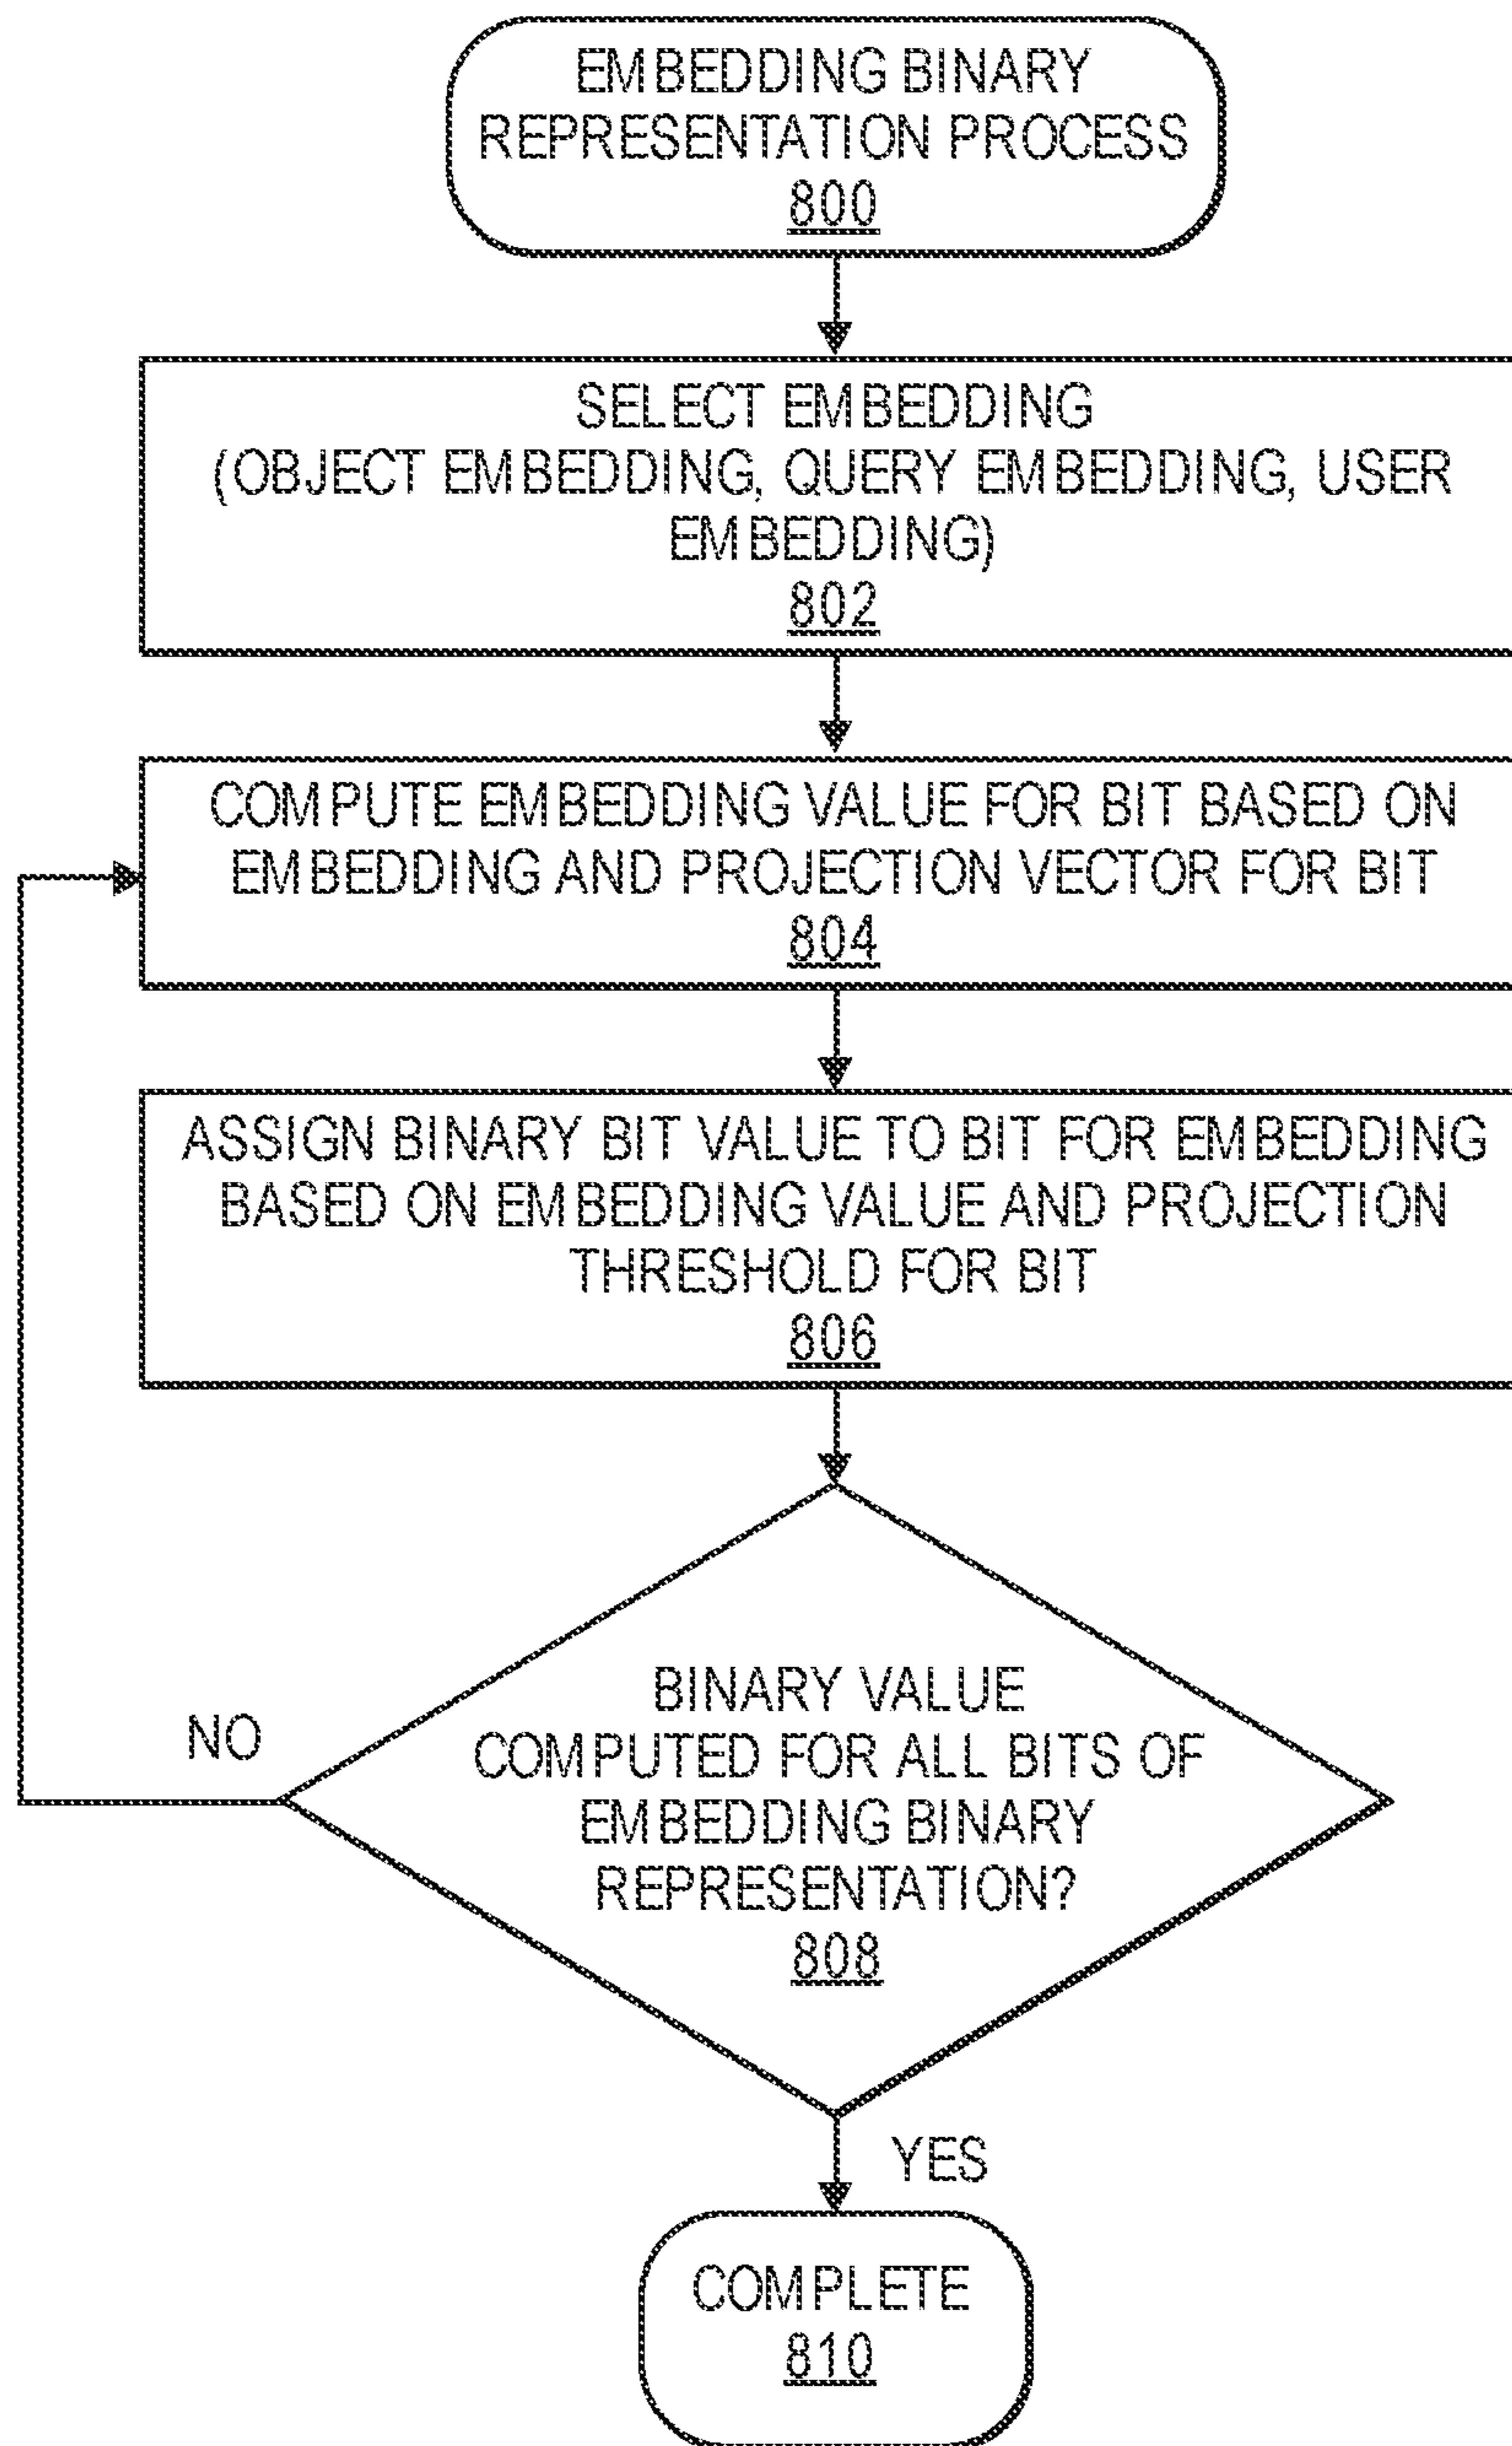 EMBEDDING BINARY
REPRESENTATION PROCESS
800
SELECT EMBEDDING
(OBJECT EMBEDDING, QUERY EMBEDDING, USER
EMBEDDING)
802
COMPUTE EMBEDDING VALUE FOR BIT BASED ON
EMBEDDING AND PROJECTION VECTOR FOR BIT
804
ASSIGN BINARY BIT VALUE TO BIT FOR EMBEDDING
BASED ON EMBEDDING VALUE AND PROJECTION
THRESHOLD FOR BIT
806
BINARY VALUE
NO
COMPUTED FOR ALL BITS OF
EMBEDDING BINARY
REPRESENTATION?
808
YES
COMPLETE
810